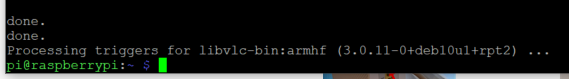 done.
done.
Processing triggers for libvlc-bin:armhf (3.0.11-0+deb10u1+rpt2) ...
pi@raspberrypi:~ $